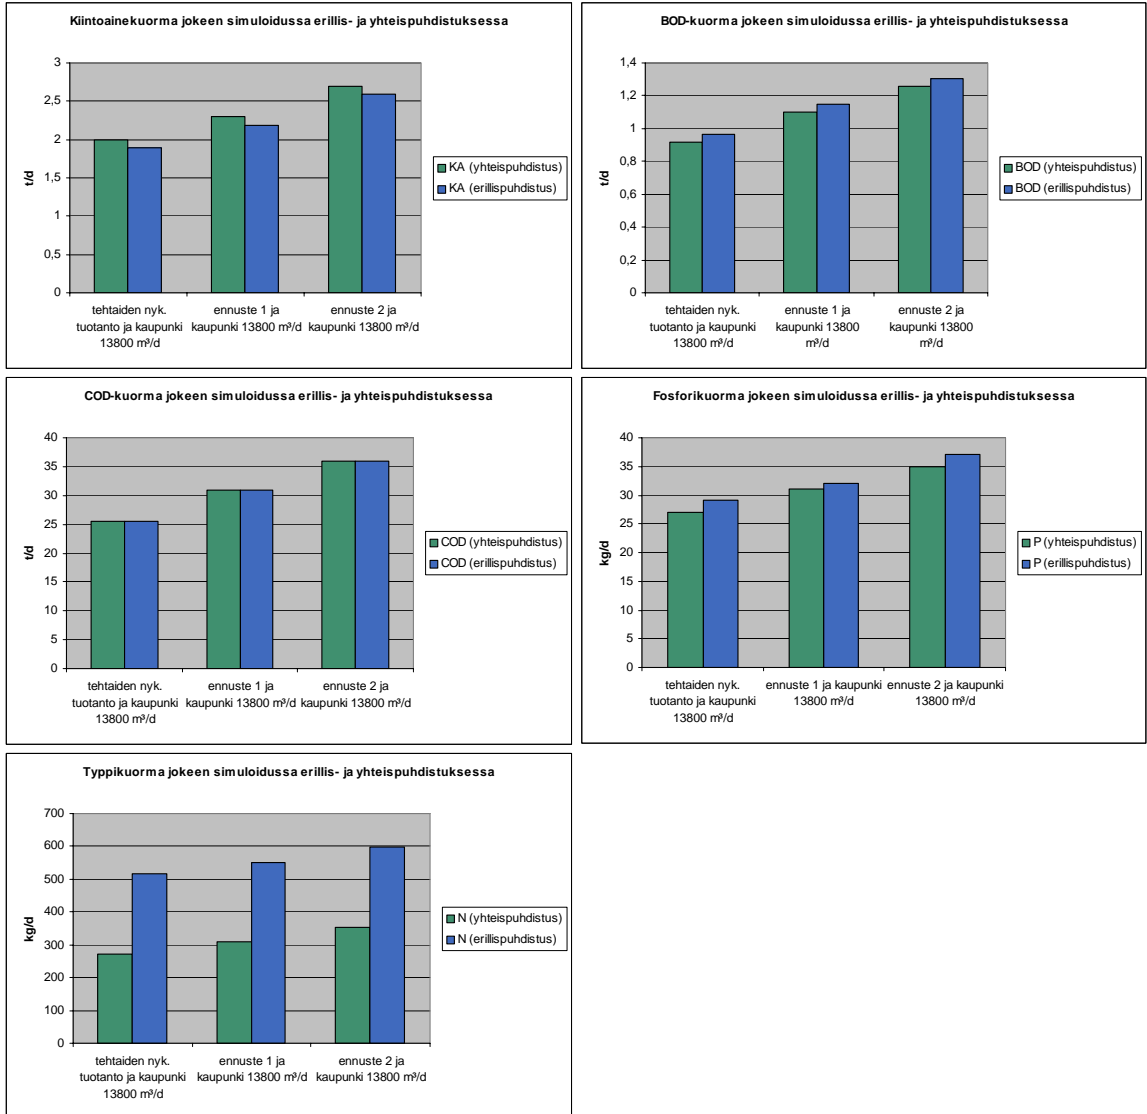 Kiintoainekuorma jokeen simuloidussa erillis- ja yhteispuhdistuksessa
3
2,5
2
1,5
1
0,5
0
t/d
tehtaiden nyk.
tuotanto ja kaupunki
13800 m³/d
ennuste 1 ja
kaupunki 13800 m³/d
ennuste 2 ja
kaupunki 13800 m³/d
KA (yhteispuhdistus)
KA (erillispuhdistus)
BOD-kuorma jokeen simuloidussa erillis- ja yhteispuhdistuksessa
1,4
1,2
1
0,8
0,6
0,4
0,2
0
t/d
tehtaiden nyk.
tuotanto ja kaupunki
13800 m³/d
ennuste 1 ja
kaupunki 13800
m³/d
ennuste 2 ja
kaupunki 13800
m³/d
BOD (yhteispuhdistus)
BOD (erillispuhdistus)
COD-kuorma jokeen simuloidussa erillis- ja yhteispuhdistuksessa
40
35
30
25
20
15
10
5
0
t/d
tehtaiden nyk.
tuotanto ja kaupunki
13800 m³/d
ennuste 1 ja
kaupunki 13800 m³/d
ennuste 2 ja
kaupunki 13800 m³/d
COD (yhteispuhdistus)
COD (erillispuhdistus)
Fosforikuorma jokeen simuloidussa erillis- ja yhteispuhdistuksessa
40
35
30
25
20
15
10
5
0
kg/d
tehtaiden nyk.
tuotanto ja kaupunki
13800 m³/d
ennuste 1 ja kaupunki
13800 m³/d
ennuste 2 ja kaupunki
13800 m³/d
P (yhteispuhdistus)
P (erillispuhdistus)
Typpikuorma jokeen simuloidussa erillis- ja yhteispuhdistuksessa
700
600
500
400
300
200
100
0
kg/d
tehtaiden nyk.
tuotanto ja kaupunki
13800 m³/d
ennuste 1 ja
kaupunki 13800 m³/d
ennuste 2 ja
kaupunki 13800 m³/d
N (yhteispuhdistus)
N (erillispuhdistus)